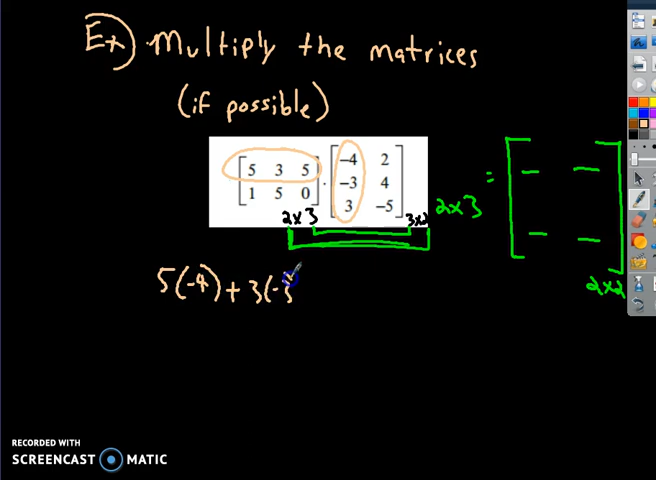 Ex) Multiply the matrices
(if possible)
[5 3 5] · [-4 2]
[1 5 0] [-3 4]
[3 -5]
2x3 3x2 2x3
= [ _ _ ]
[ _ _ ] 2x2
5(-4) + 3(-3
RECORDED WITH
SCREENCAST MATIC